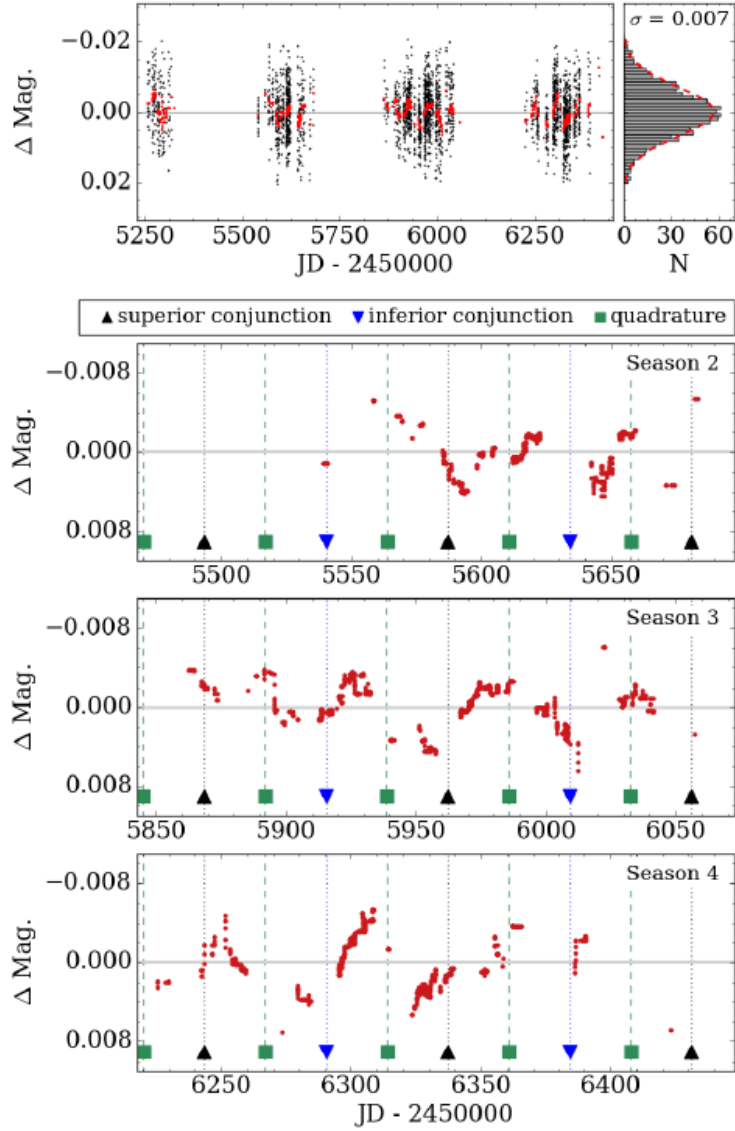 −0.02
0.00
0.02
Δ Mag.
5250 5500 5750 6000 6250
JD - 2450000
σ = 0.007
0 30 60
N
▲ superior conjunction ▼ inferior conjunction ■ quadrature
Season 2
−0.008
0.000
0.008
Δ Mag.
5500 5550 5600 5650
Season 3
−0.008
0.000
0.008
Δ Mag.
5850 5900 5950 6000 6050
Season 4
−0.008
0.000
0.008
Δ Mag.
6250 6300 6350 6400
JD - 2450000